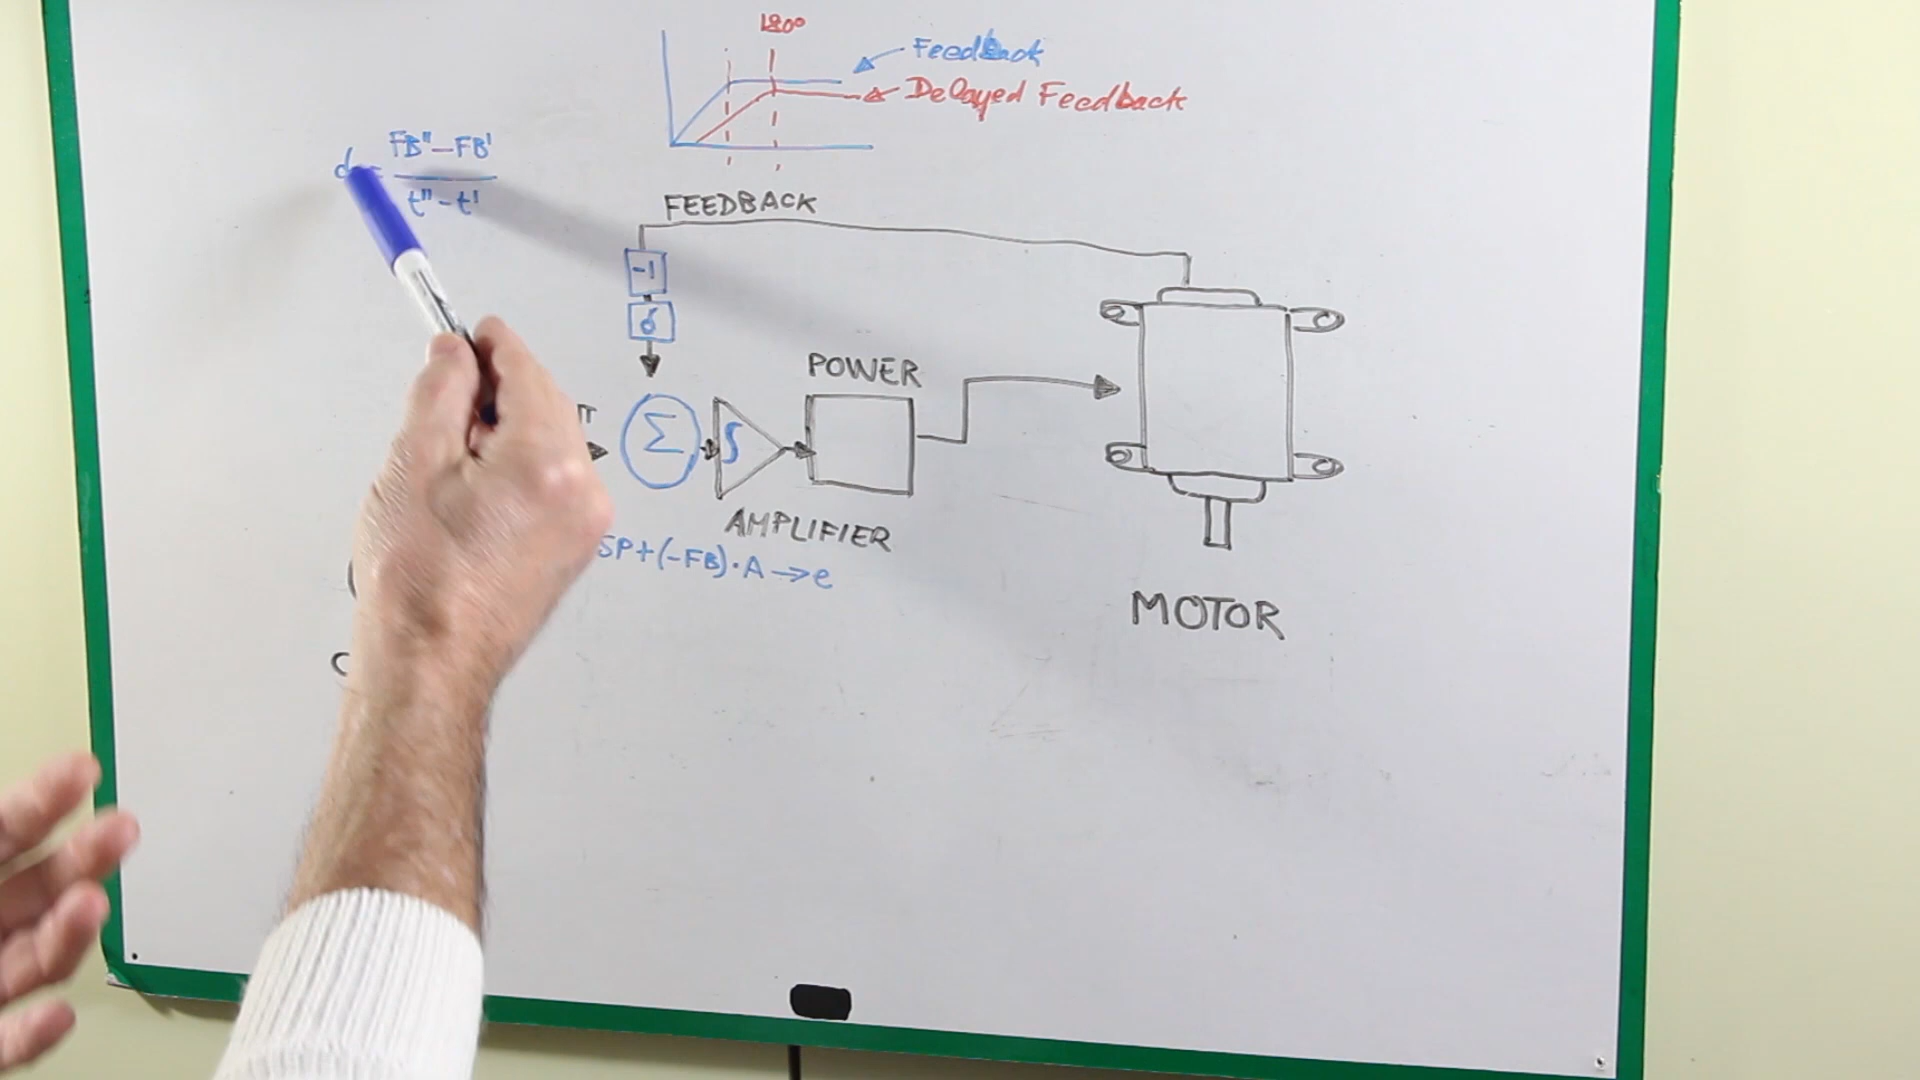 180°
Feedback
Delayed Feedback
d = FB" - FB'
t" - t'
FEEDBACK
-1
δ
POWER
Σ
∫
AMPLIFIER
SP+(-FB)·A→e
MOTOR